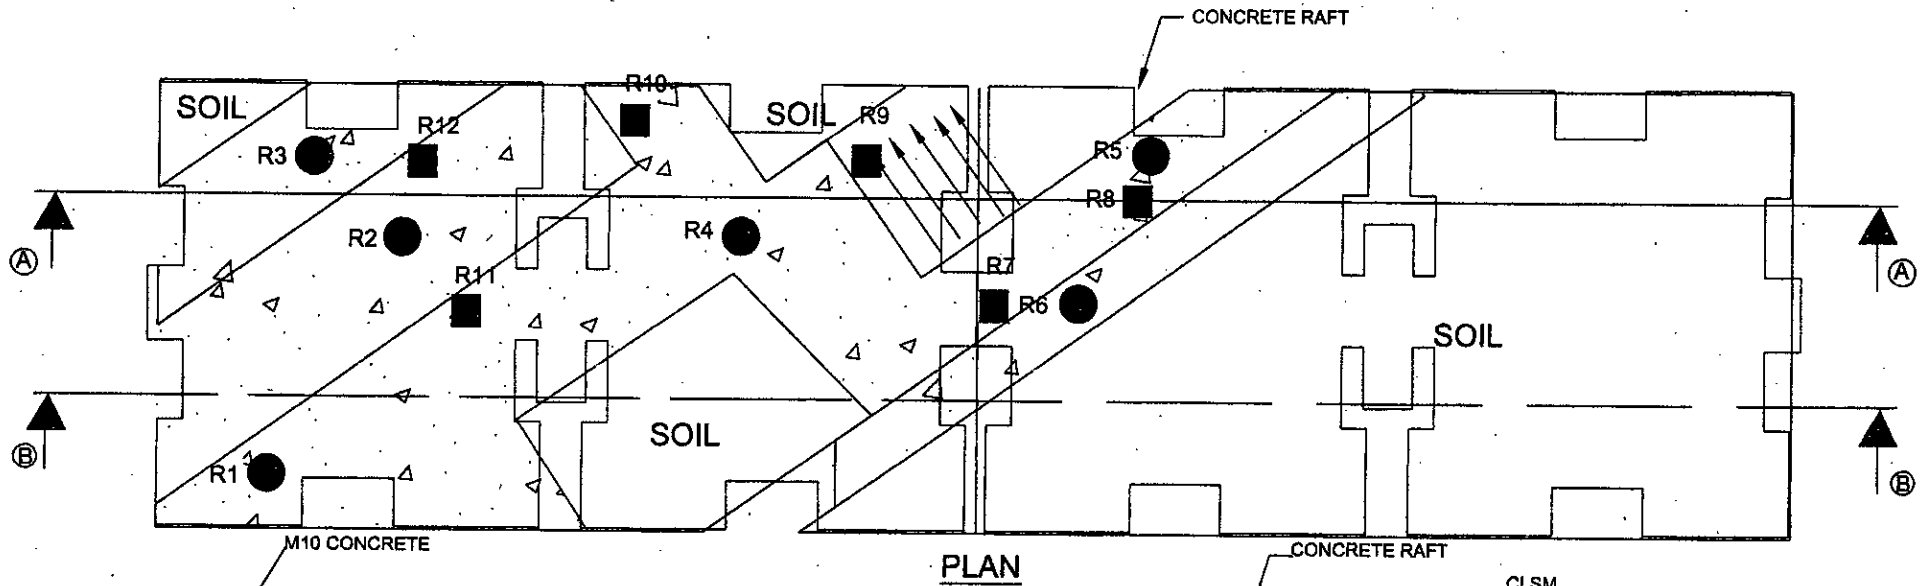 CONCRETE RAFT
SOIL
R10
SOIL
R9
R12
R3
R5
R8
R2
R4
R11
R7
R6
A
A
SOIL
SOIL
B
B
R1
M10 CONCRETE
PLAN
CONCRETE RAFT
CLSM